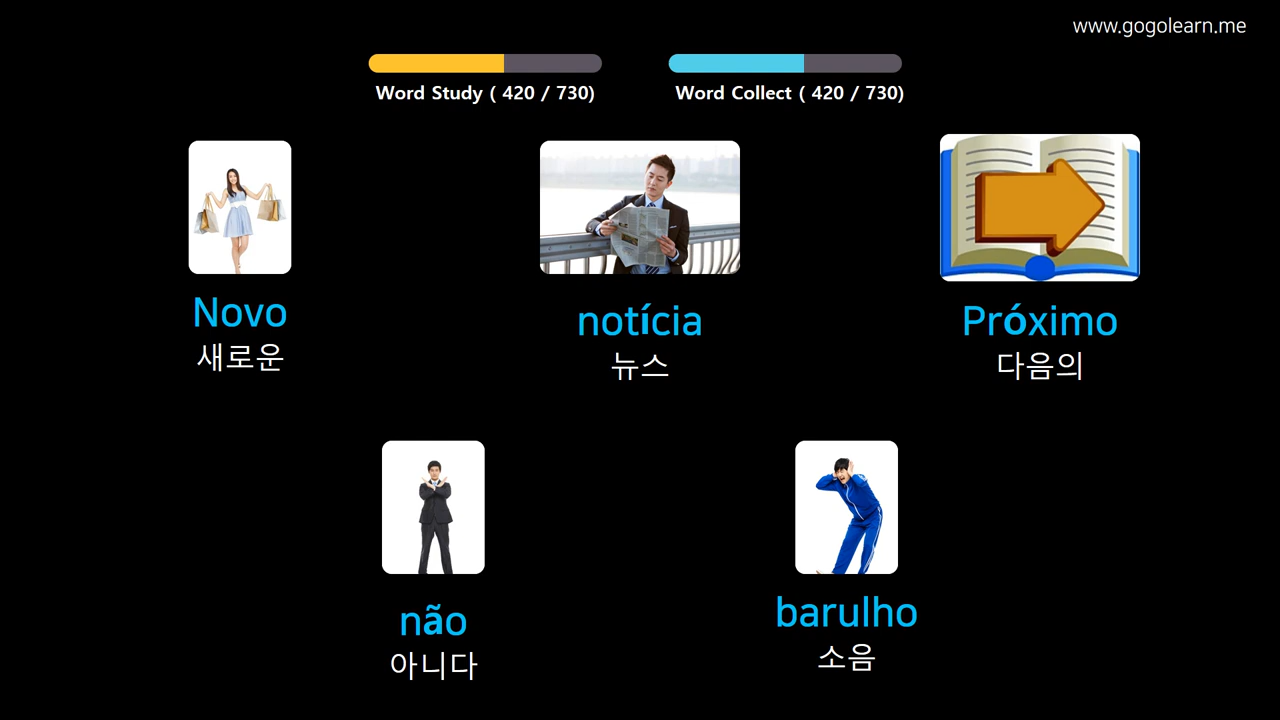 www.gogolearn.me
Word Study ( 420 / 730)
Word Collect ( 420 / 730)
Novo
새로운
notícia
뉴스
Próximo
다음의
não
아니다
barulho
소음